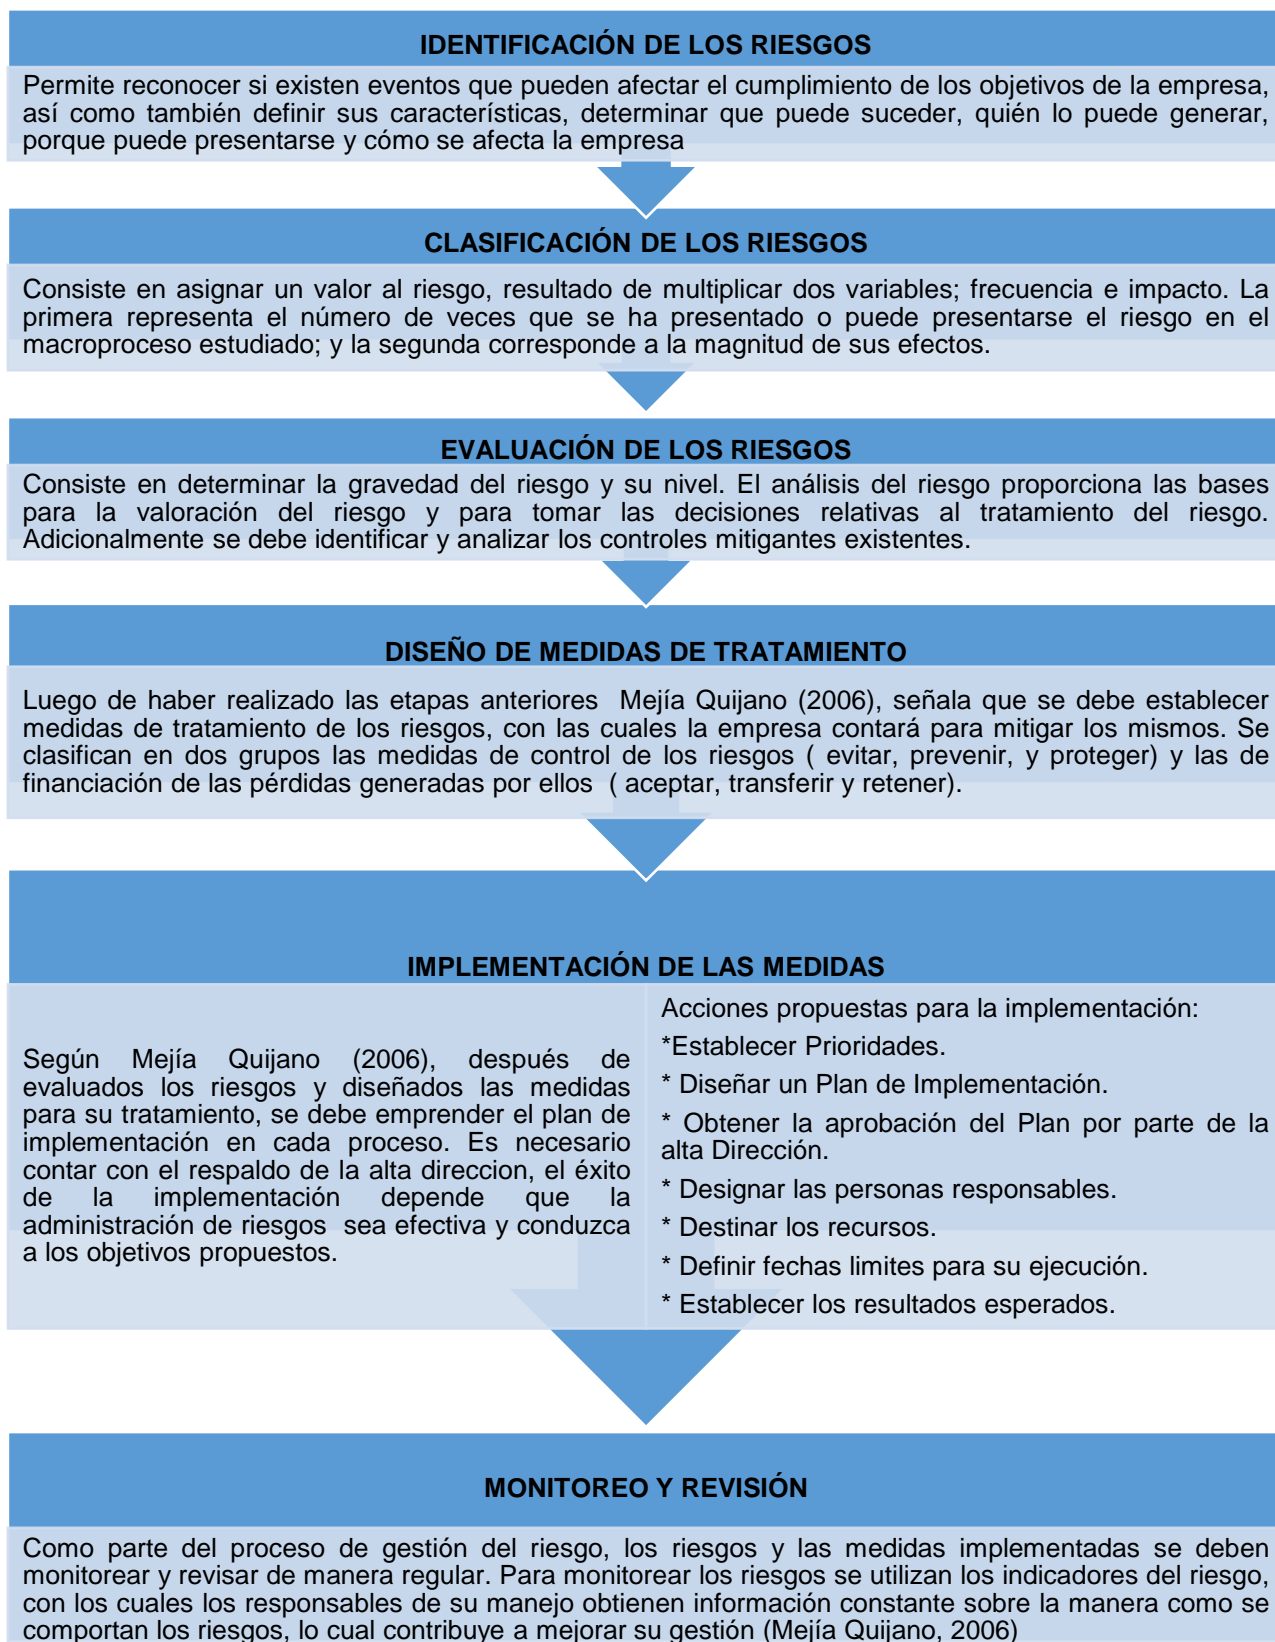 IDENTIFICACIÓN DE LOS RIESGOS
Permite reconocer si existen eventos que pueden afectar el cumplimiento de los objetivos de la empresa,
así como también definir sus características, determinar que puede suceder, quién lo puede generar,
porque puede presentarse y cómo se afecta la empresa
CLASIFICACIÓN DE LOS RIESGOS
Consiste en asignar un valor al riesgo, resultado de multiplicar dos variables; frecuencia e impacto. La
primera representa el número de veces que se ha presentado o puede presentarse el riesgo en el
macroproceso estudiado; y la segunda corresponde a la magnitud de sus efectos.
EVALUACIÓN DE LOS RIESGOS
Consiste en determinar la gravedad del riesgo y su nivel. El análisis del riesgo proporciona las bases
para la valoración del riesgo y para tomar las decisiones relativas al tratamiento del riesgo.
Adicionalmente se debe identificar y analizar los controles mitigantes existentes.
DISEÑO DE MEDIDAS DE TRATAMIENTO
Luego de haber realizado las etapas anteriores  Mejía Quijano (2006), señala que se debe establecer
medidas de tratamiento de los riesgos, con las cuales la empresa contará para mitigar los mismos. Se
clasifican en dos grupos las medidas de control de los riesgos ( evitar, prevenir, y proteger) y las de
financiación de las pérdidas generadas por ellos  ( aceptar, transferir y retener).
IMPLEMENTACIÓN DE LAS MEDIDAS
Según Mejía Quijano (2006), después de
evaluados los riesgos y diseñados las medidas
para su tratamiento, se debe emprender el plan de
implementación en cada proceso. Es necesario
contar con el respaldo de la alta direccion, el éxito
de la implementación depende que la
administración de riesgos  sea efectiva y conduzca
a los objetivos propuestos.
Acciones propuestas para la implementación:
*Establecer Prioridades.
* Diseñar un Plan de Implementación.
* Obtener la aprobación del Plan por parte de la
alta Dirección.
* Designar las personas responsables.
* Destinar los recursos.
* Definir fechas limites para su ejecución.
* Establecer los resultados esperados.
MONITOREO Y REVISIÓN
Como parte del proceso de gestión del riesgo, los riesgos y las medidas implementadas se deben
monitorear y revisar de manera regular. Para monitorear los riesgos se utilizan los indicadores del riesgo,
con los cuales los responsables de su manejo obtienen información constante sobre la manera como se
comportan los riesgos, lo cual contribuye a mejorar su gestión (Mejía Quijano, 2006)